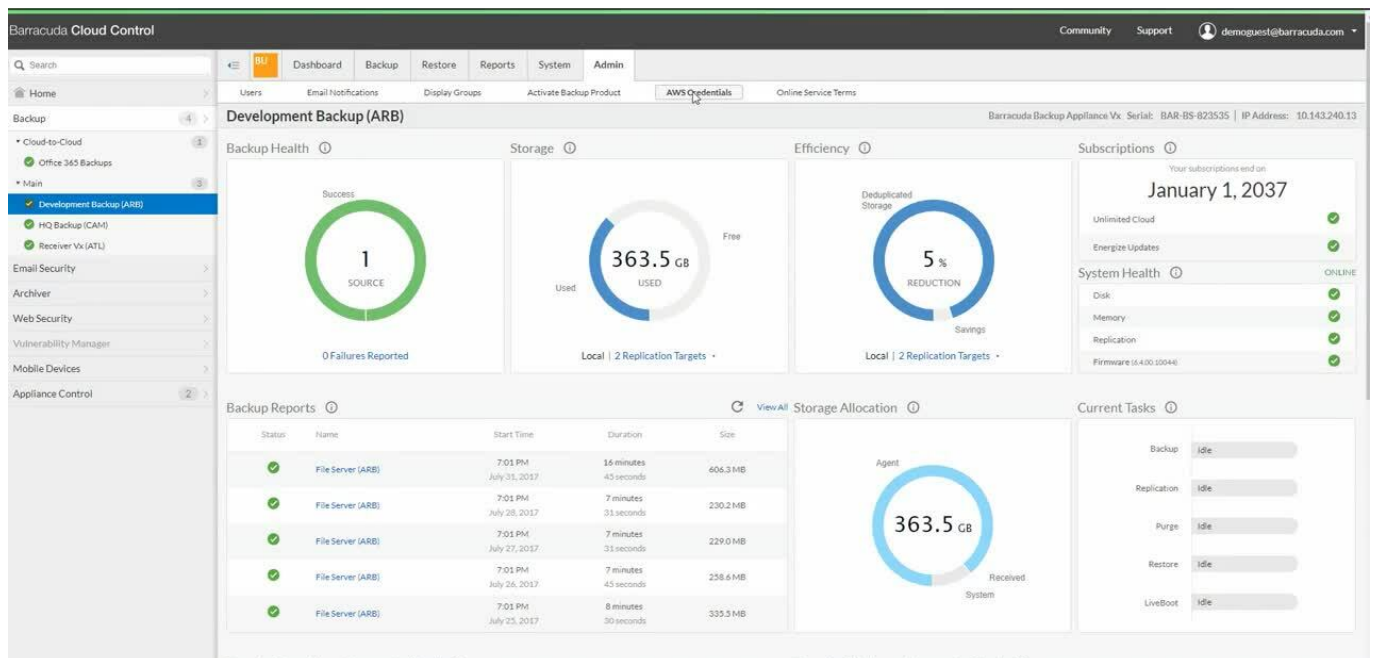 Barracuda Cloud Control
Community Support demoguest@barracuda.com
Search
BU Dashboard Backup Restore Reports System Admin
Home
Users Email Notifications Display Groups Activate Backup Product AWS Credentials Online Service Terms
Backup 4
Cloud-to-Cloud 1
Office 365 Backups
Main 3
Development Backup (ARB)
HQ Backup (CAM)
Receiver Vx (ATL)
Email Security
Archiver
Web Security
Vulnerability Manager
Mobile Devices
Appliance Control 2
Development Backup (ARB)
Barracuda Backup Appliance Vx Serial: BAR-BS-823535 | IP Address: 10.143.240.13
Backup Health
Success
1
SOURCE
0 Failures Reported
Storage
Free
363.5 GB
USED
Used
Local | 2 Replication Targets
Efficiency
Deduplicated
Storage
5 %
REDUCTION
Savings
Local | 2 Replication Targets
Subscriptions
Your subscriptions end on
January 1, 2037
Unlimited Cloud
Energize Updates
System Health ONLINE
Disk
Memory
Replication
Firmware (6.4.00.10044)
Backup Reports View All
Status Name Start Time Duration Size
File Server (ARB) 7:01 PM 16 minutes 606.3 MB
July 31, 2017 45 seconds
File Server (ARB) 7:01 PM 7 minutes 230.2 MB
July 28, 2017 31 seconds
File Server (ARB) 7:01 PM 7 minutes 229.0 MB
July 27, 2017 31 seconds
File Server (ARB) 7:01 PM 7 minutes 258.6 MB
July 26, 2017 45 seconds
File Server (ARB) 7:01 PM 8 minutes 335.5 MB
July 25, 2017 30 seconds
Storage Allocation
Agent
363.5 GB
Received
System
Current Tasks
Backup Idle
Replication Idle
Purge Idle
Restore Idle
LiveBoot Idle